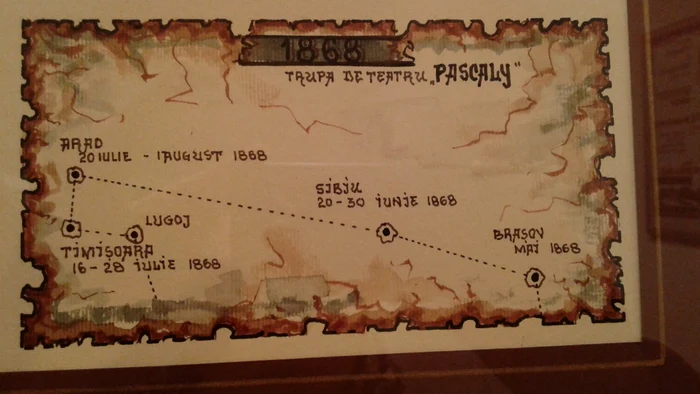 1868
TRUPA DE TEATRU „PASCALY"
ARAD
20 IULIE - 1 AUGUST 1868
SIBIU
20-30 IUNIE 1868
LUGOJ
BRAȘOV
MAI 1868
TIMIȘOARA
16-28 IULIE 1868